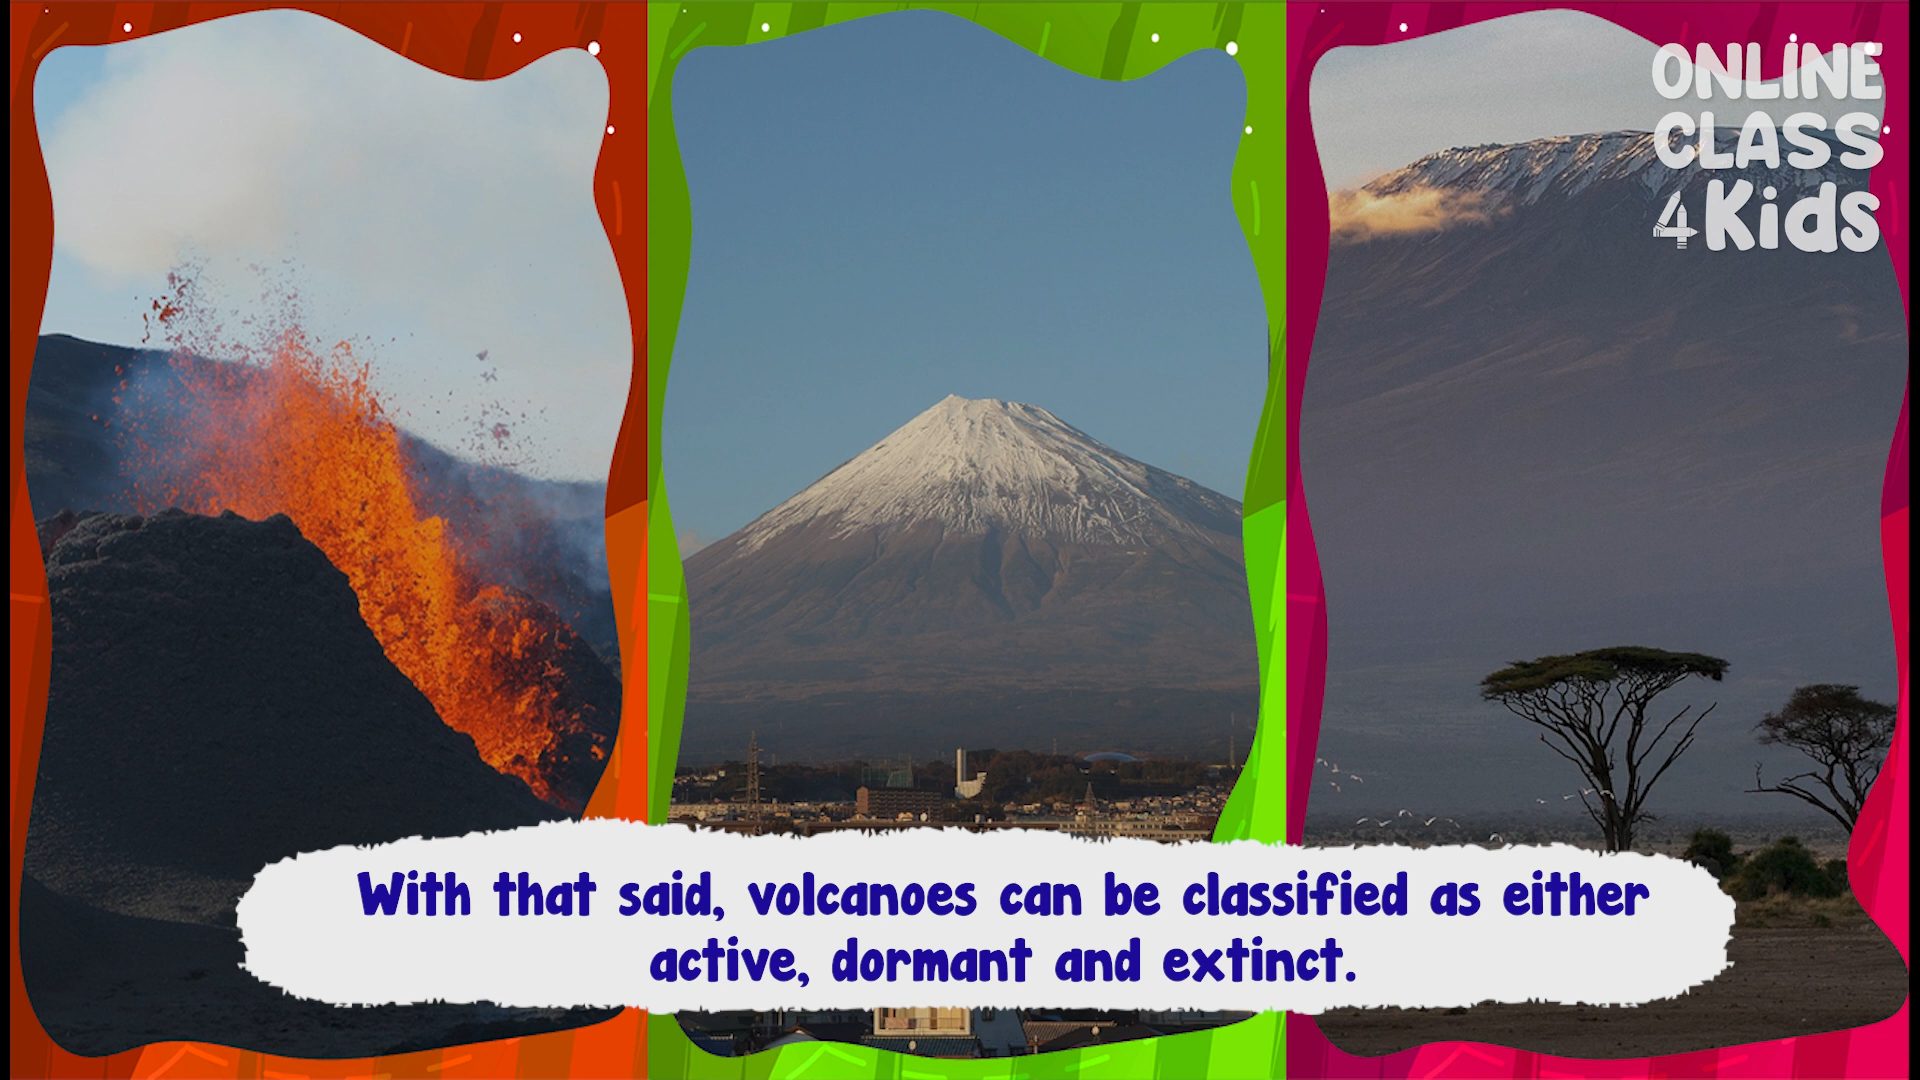 ONLINE
CLASS
4Kids
With that said, volcanoes can be classified as either
active, dormant and extinct.